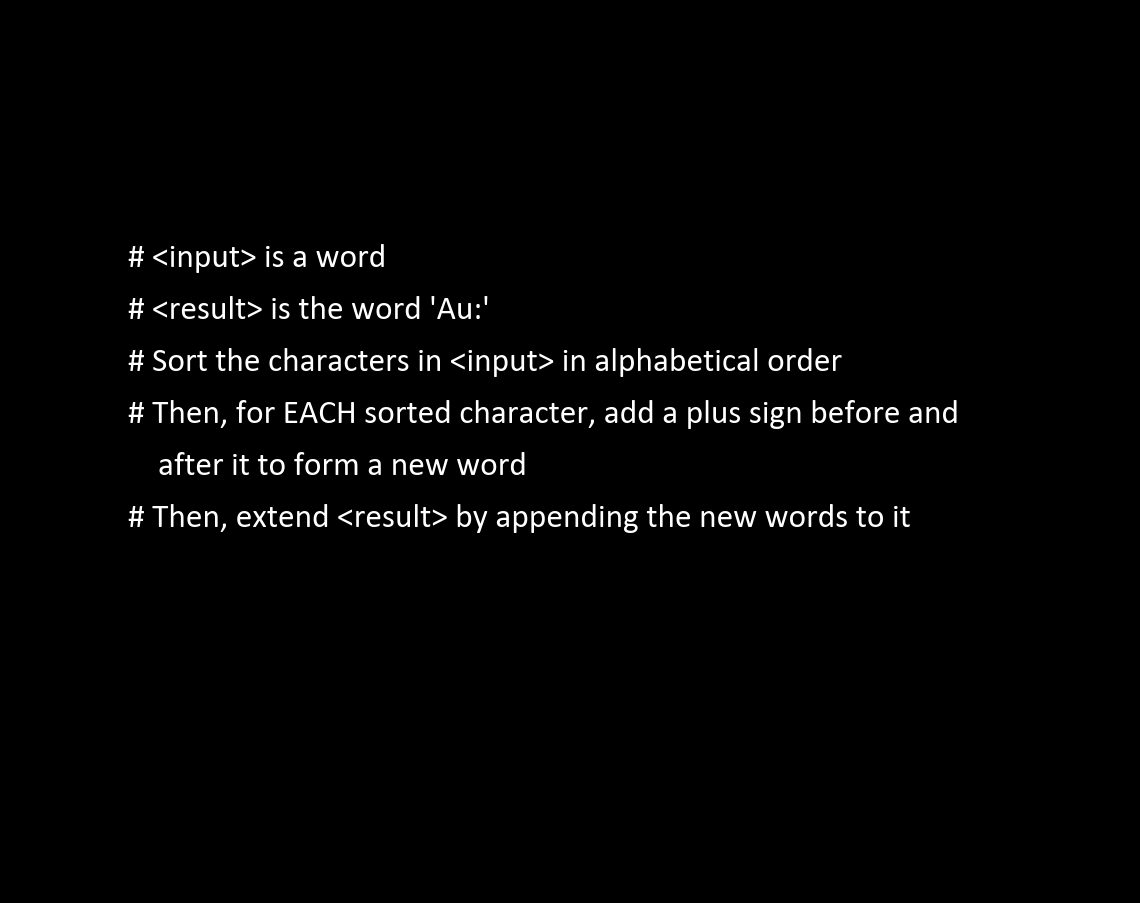 # <input> is a word
# <result> is the word 'Au:'
# Sort the characters in <input> in alphabetical order
# Then, for EACH sorted character, add a plus sign before and
after it to form a new word
# Then, extend <result> by appending the new words to it